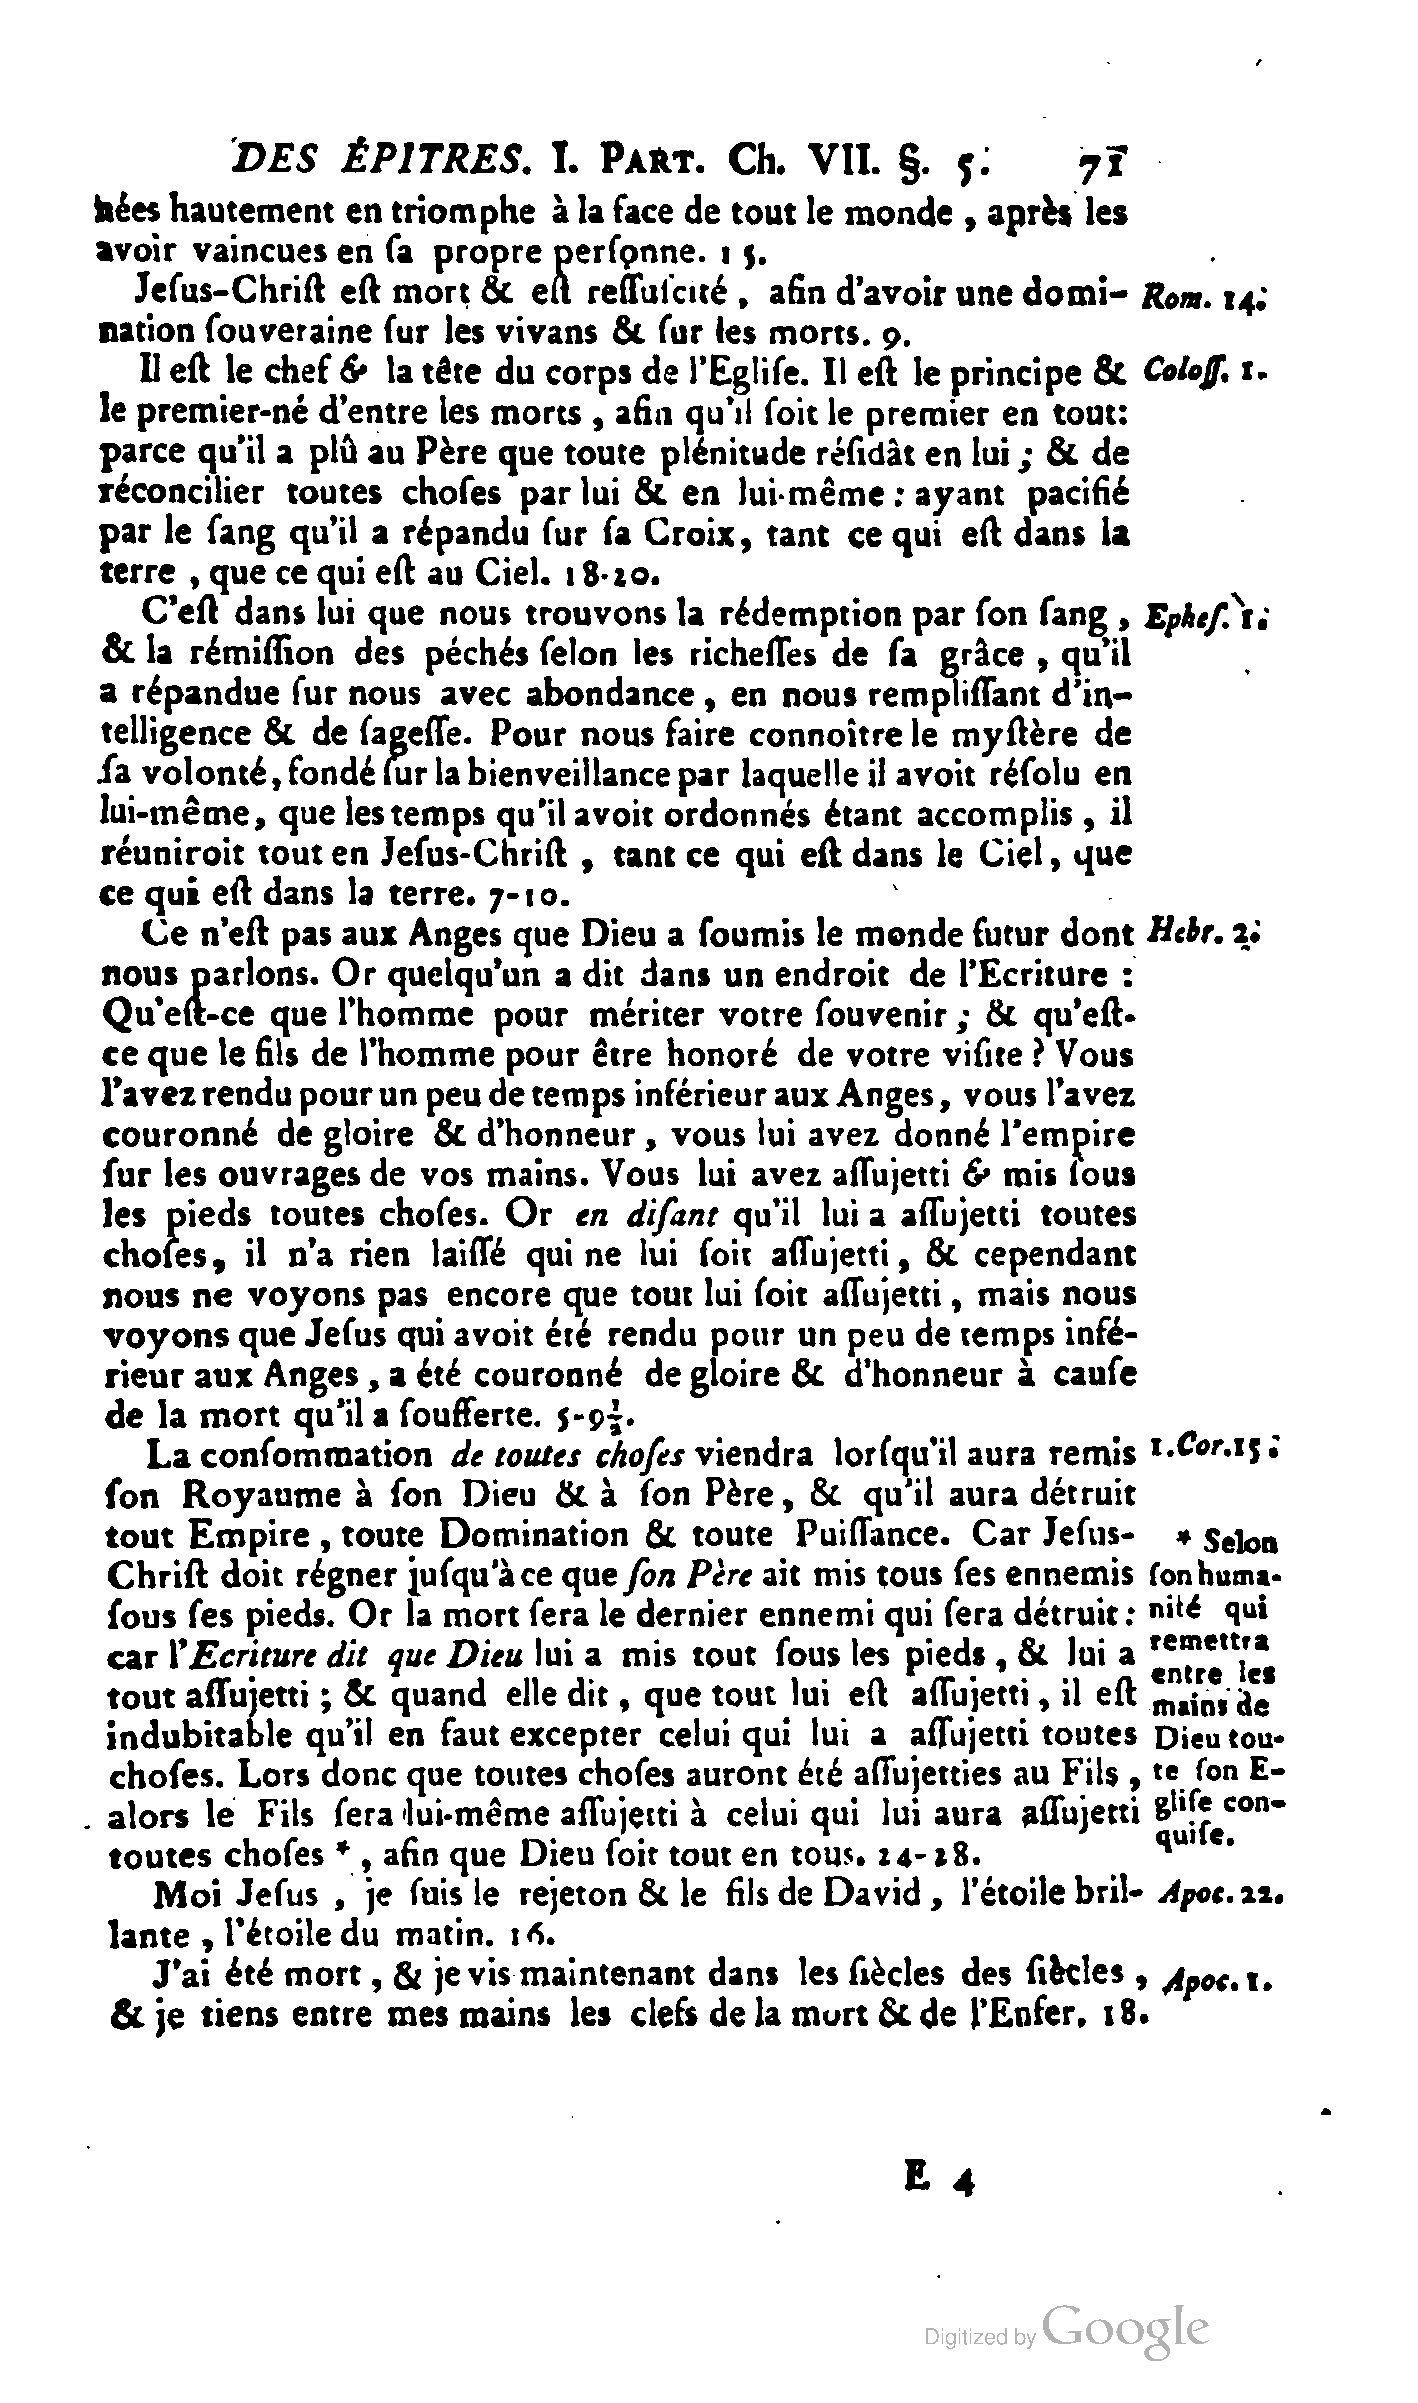 DES ÉPITRES. I. PART. Ch. VII. §. 5. 71
nées hautement en triomphe à la face de tout le monde , après les
avoir vaincues en ſa propre perſonne. 15.
Jeſus-Chriſt eſt mort & eſt reſſuſcité , afin d'avoir une domi- Rom. 14.
nation ſouveraine ſur les vivans & ſur les morts. 9.
Il eſt le chef & la tête du corps de l'Egliſe. Il eſt le principe & Coloſſ. 1.
le premier-né d'entre les morts , afin qu'il ſoit le premier en tout:
parce qu'il a plû au Père que toute plénitude réſidât en lui ; & de
réconcilier toutes choſes par lui & en lui-même : ayant pacifié
par le ſang qu'il a répandu ſur ſa Croix, tant ce qui eſt dans la
terre , que ce qui eſt au Ciel. 18-20.
C'eſt dans lui que nous trouvons la rédemption par ſon ſang , Epheſ. 1.
& la rémiſſion des péchés ſelon les richeſſes de ſa grâce , qu'il
a répandue ſur nous avec abondance , en nous rempliſſant d'in-
telligence & de ſageſſe. Pour nous faire connoître le myſtère de
ſa volonté, fondé ſur la bienveillance par laquelle il avoit réſolu en
lui-même, que les temps qu'il avoit ordonnés étant accomplis , il
réuniroit tout en Jeſus-Chriſt , tant ce qui eſt dans le Ciel, que
ce qui eſt dans la terre. 7-10.
Ce n'eſt pas aux Anges que Dieu a ſoumis le monde futur dont Hebr. 2.
nous parlons. Or quelqu'un a dit dans un endroit de l'Ecriture :
Qu'eſt-ce que l'homme pour mériter votre ſouvenir ; & qu'eſt-
ce que le fils de l'homme pour être honoré de votre viſite ? Vous
l'avez rendu pour un peu de temps inférieur aux Anges, vous l'avez
couronné de gloire & d'honneur , vous lui avez donné l'empire
ſur les ouvrages de vos mains. Vous lui avez aſſujetti & mis ſous
les pieds toutes choſes. Or en diſant qu'il lui a aſſujetti toutes
choſes, il n'a rien laiſſé qui ne lui ſoit aſſujetti , & cependant
nous ne voyons pas encore que tout lui ſoit aſſujetti , mais nous
voyons que Jeſus qui avoit été rendu pour un peu de temps infé-
rieur aux Anges , a été couronné de gloire & d'honneur à cauſe
de la mort qu'il a ſoufferte. 5-9½.
La conſommation de toutes choſes viendra lorſqu'il aura remis 1.Cor.15.
ſon Royaume à ſon Dieu & à ſon Père , & qu'il aura détruit
tout Empire , toute Domination & toute Puiſſance. Car Jeſus-
Chriſt doit régner juſqu'à ce que ſon Père ait mis tous ſes ennemis
ſous ſes pieds. Or la mort ſera le dernier ennemi qui ſera détruit :
car l'Ecriture dit que Dieu lui a mis tout ſous les pieds , & lui a
tout aſſujetti ; & quand elle dit , que tout lui eſt aſſujetti , il eſt
indubitable qu'il en faut excepter celui qui lui a aſſujetti toutes
choſes. Lors donc que toutes choſes auront été aſſujetties au Fils ,
alors le Fils ſera lui-même aſſujetti à celui qui lui aura aſſujetti
toutes choſes * , afin que Dieu ſoit tout en tous. 24-28.
* Selon
ſon huma-
nité qui
remettra
entre les
mains de
Dieu tou-
te ſon E-
gliſe con-
quiſe.
Moi Jeſus , je ſuis le rejeton & le fils de David , l'étoile bril- Apoc. 22.
lante , l'étoile du matin. 16.
J'ai été mort , & je vis maintenant dans les ſiècles des ſiècles , Apoc. 1.
& je tiens entre mes mains les clefs de la mort & de l'Enfer. 18.
E 4
Digitized by Google